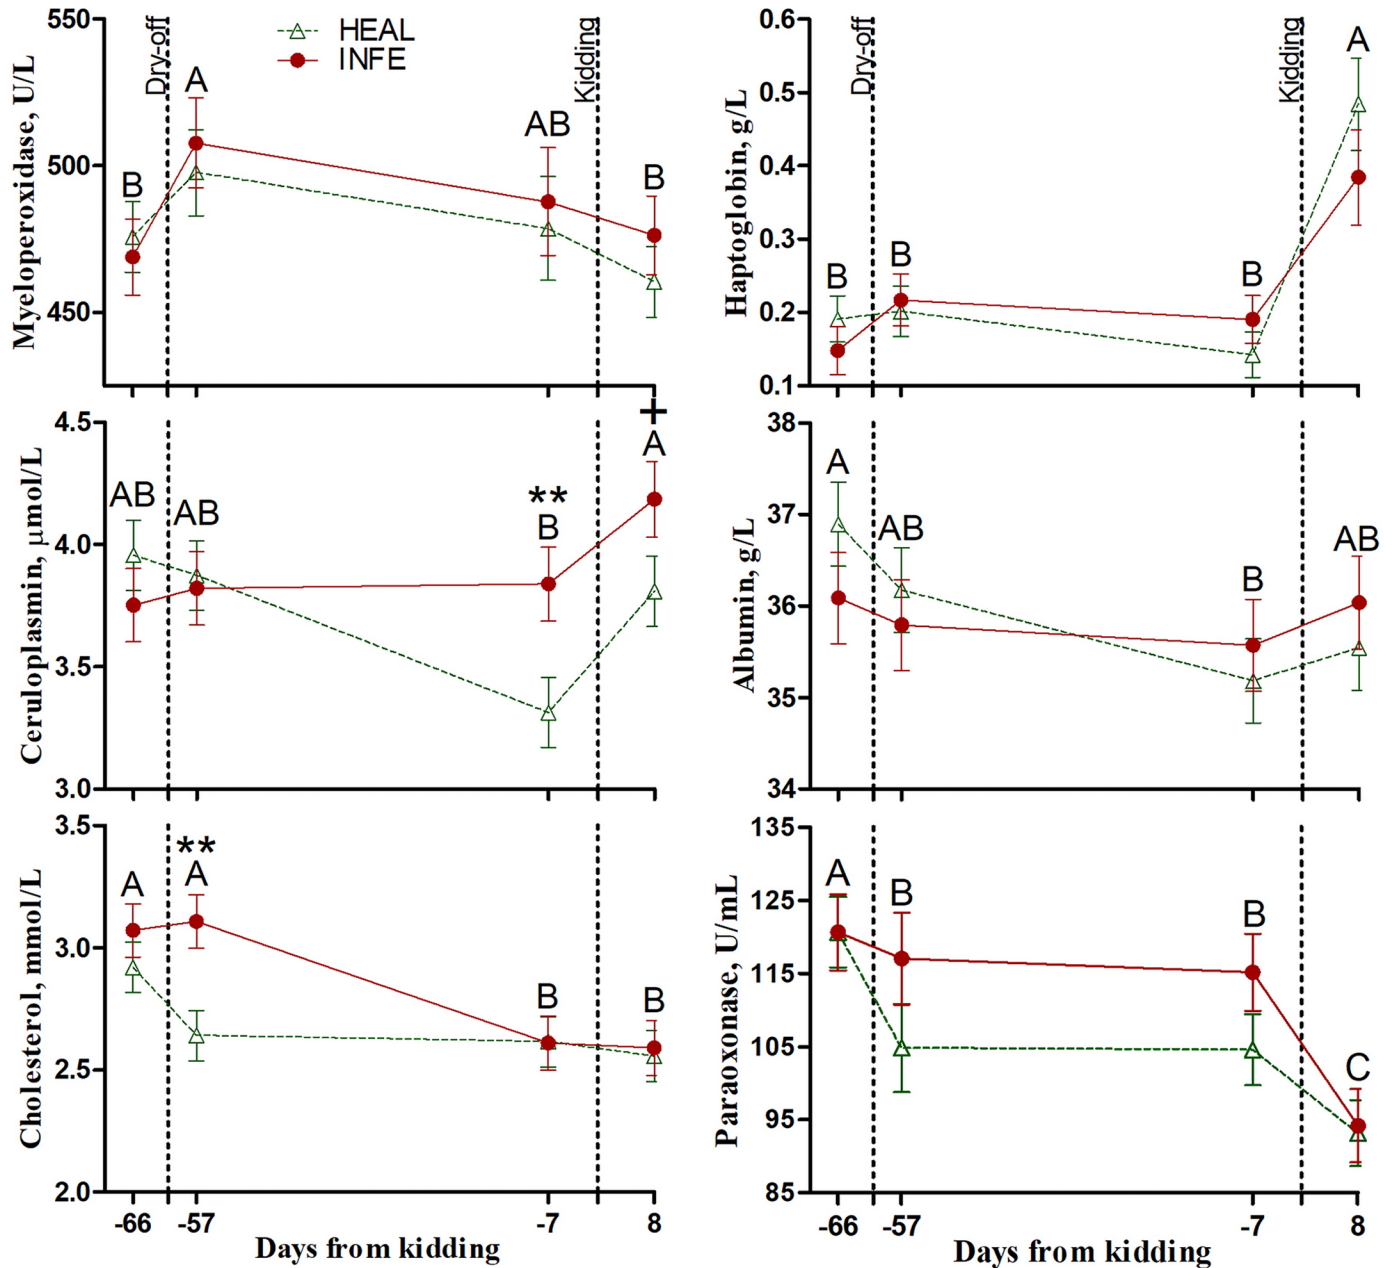 HEAL
INFE
Myeloperoxidase, U/L
550
500
450
Dry-off
Kidding
B
A
AB
B
Haptoglobin, g/L
0.6
0.5
0.4
0.3
0.2
0.1
Dry-off
Kidding
B
B
B
A
Ceruloplasmin, µmol/L
4.5
4.0
3.5
3.0
AB
AB
**
B
+
A
Albumin, g/L
38
37
36
35
34
A
AB
B
AB
Cholesterol, mmol/L
3.5
3.0
2.5
2.0
A
**
A
B
B
-66 -57 -7 8
Days from kidding
Paraoxonase, U/mL
135
125
115
105
95
85
A
B
B
C
-66 -57 -7 8
Days from kidding